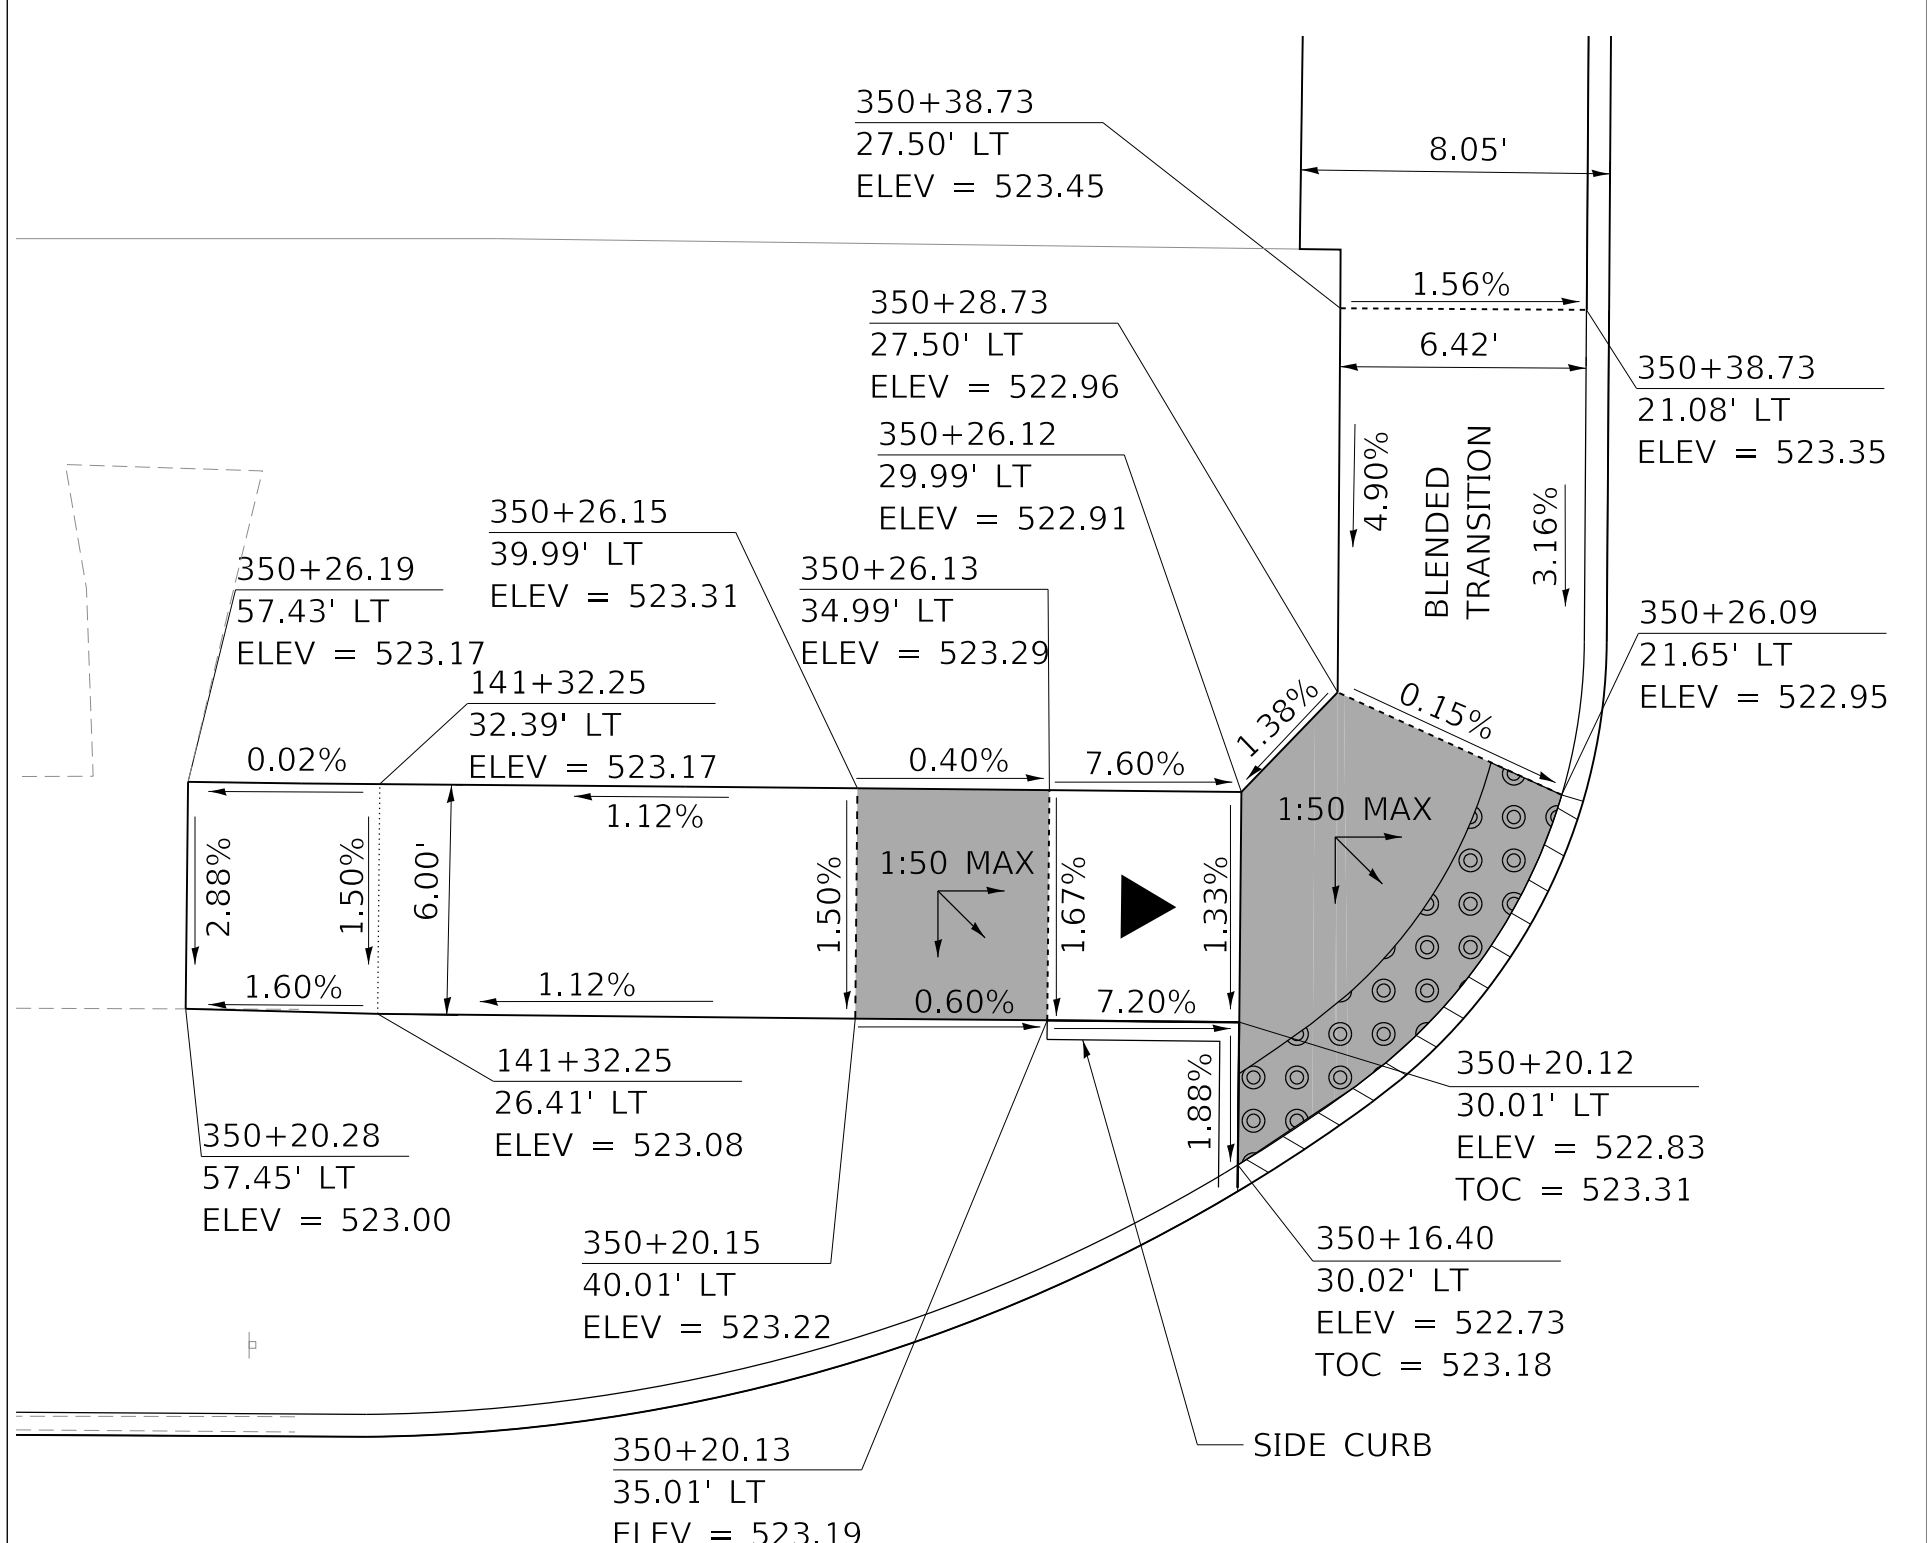 350+38.73
27.50' LT
ELEV = 523.45
8.05'
1.56%
6.42'
350+28.73
27.50' LT
ELEV = 522.96
350+38.73
21.08' LT
ELEV = 523.35
350+26.12
29.99' LT
ELEV = 522.91
4.90%
BLENDED
TRANSITION
3.16%
350+26.15
39.99' LT
ELEV = 523.31
350+26.13
34.99' LT
ELEV = 523.29
350+26.19
57.43' LT
ELEV = 523.17
350+26.09
21.65' LT
ELEV = 522.95
141+32.25
32.39' LT
ELEV = 523.17
1.38%
0.15%
0.02%
0.40%
7.60%
1.12%
1:50 MAX
2.88%
1.50%
6.00'
1.50%
1:50 MAX
1.67%
1.33%
1.60%
1.12%
0.60%
7.20%
1.88%
141+32.25
26.41' LT
ELEV = 523.08
350+20.12
30.01' LT
ELEV = 522.83
TOC = 523.31
350+20.28
57.45' LT
ELEV = 523.00
350+20.15
40.01' LT
ELEV = 523.22
350+16.40
30.02' LT
ELEV = 522.73
TOC = 523.18
SIDE CURB
350+20.13
35.01' LT
ELEV = 523.19